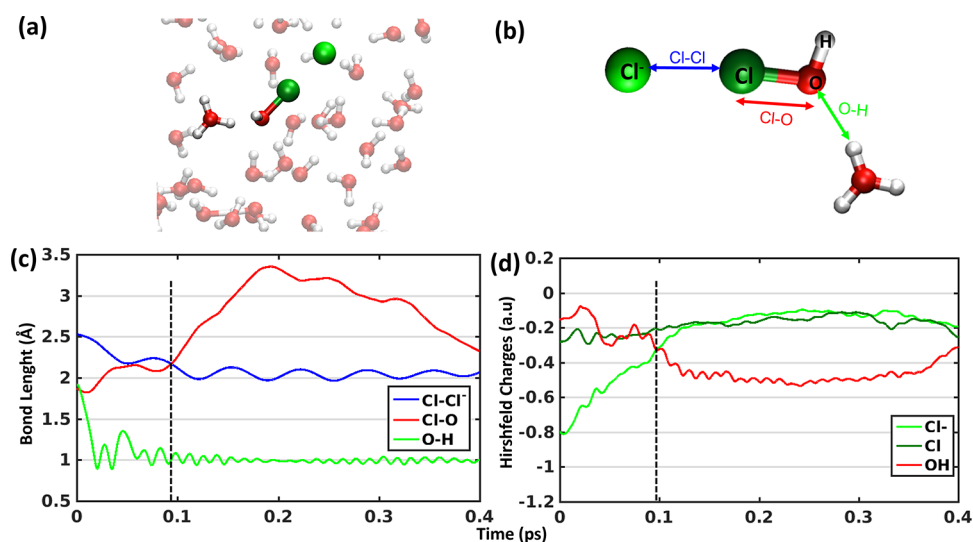 (a)
(b)
Cl-
Cl-Cl
Cl
H
O
Cl-O
O-H
(c)
Bond Lenght (Å)
3.5
3
2.5
2
1.5
1
0.5
0
0.1
0.2
0.3
0.4
Cl-Cl-
Cl-O
O-H
(d)
Hirshfeld Charges (a.u)
0.2
0
-0.2
-0.4
-0.6
-0.8
-1
-1.2
0
0.1
0.2
0.3
0.4
Cl-
Cl
OH
Time (ps)